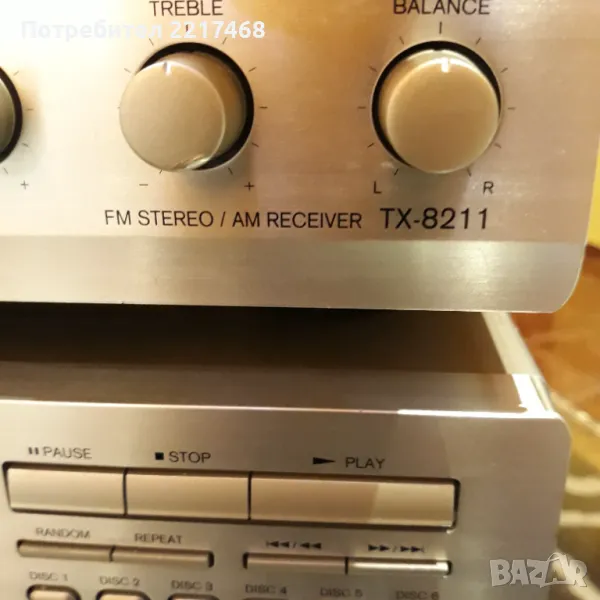 Потребител 2217468
TREBLE
BALANCE
+
-
+
L
R
FM STEREO / AM RECEIVER TX-8211
PAUSE
STOP
PLAY
RANDOM
REPEAT
DISC 1
DISC 2
DISC 3
DISC 4
DISC 5
DISC 6
BAZAR